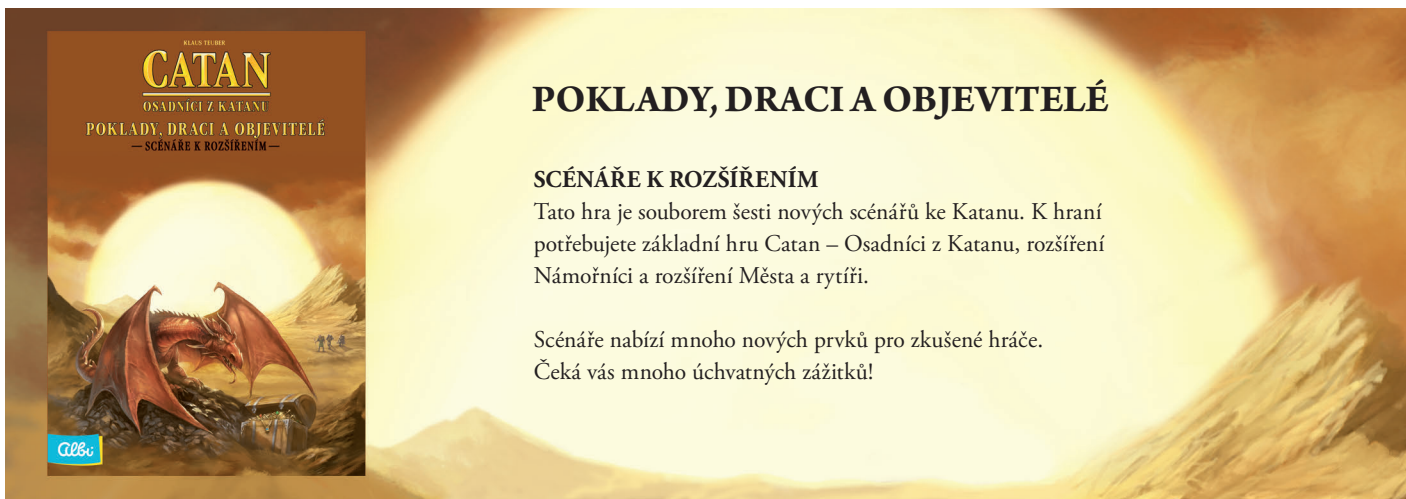 KLAUS TEUBER
CATAN
OSADNÍCI Z KATANU
POKLADY, DRACI A OBJEVITELÉ
— SCÉNÁŘE K ROZŠÍŘENÍM —
Albi
POKLADY, DRACI A OBJEVITELÉ
SCÉNÁŘE K ROZŠÍŘENÍM
Tato hra je souborem šesti nových scénářů ke Katanu. K hraní
potřebujete základní hru Catan – Osadníci z Katanu, rozšíření
Námořníci a rozšíření Města a rytíři.
Scénáře nabízí mnoho nových prvků pro zkušené hráče.
Čeká vás mnoho úchvatných zážitků!